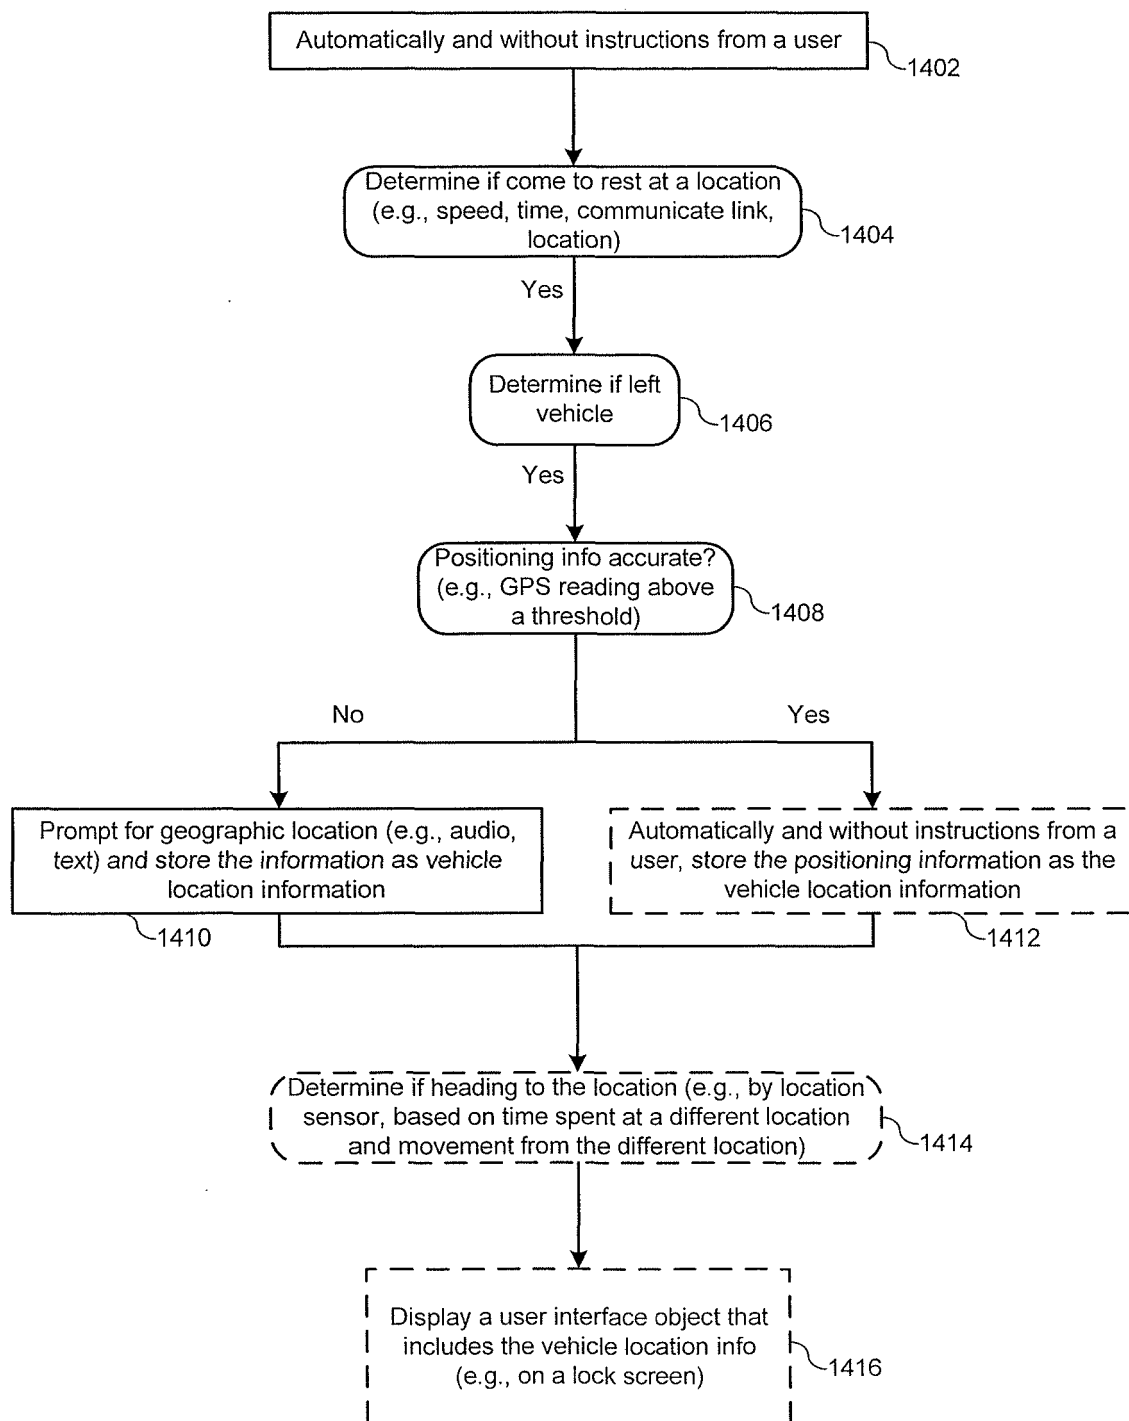 Automatically and without instructions from a user
1402
Determine if come to rest at a location
(e.g., speed, time, communicate link,
location)
1404
Yes
Determine if left
vehicle
1406
Yes
Positioning info accurate?
(e.g., GPS reading above
a threshold)
1408
No
Yes
Prompt for geographic location (e.g., audio,
text) and store the information as vehicle
location information
1410
Automatically and without instructions from a
user, store the positioning information as the
vehicle location information
1412
Determine if heading to the location (e.g., by location
sensor, based on time spent at a different location
and movement from the different location)
1414
Display a user interface object that
includes the vehicle location info
(e.g., on a lock screen)
1416